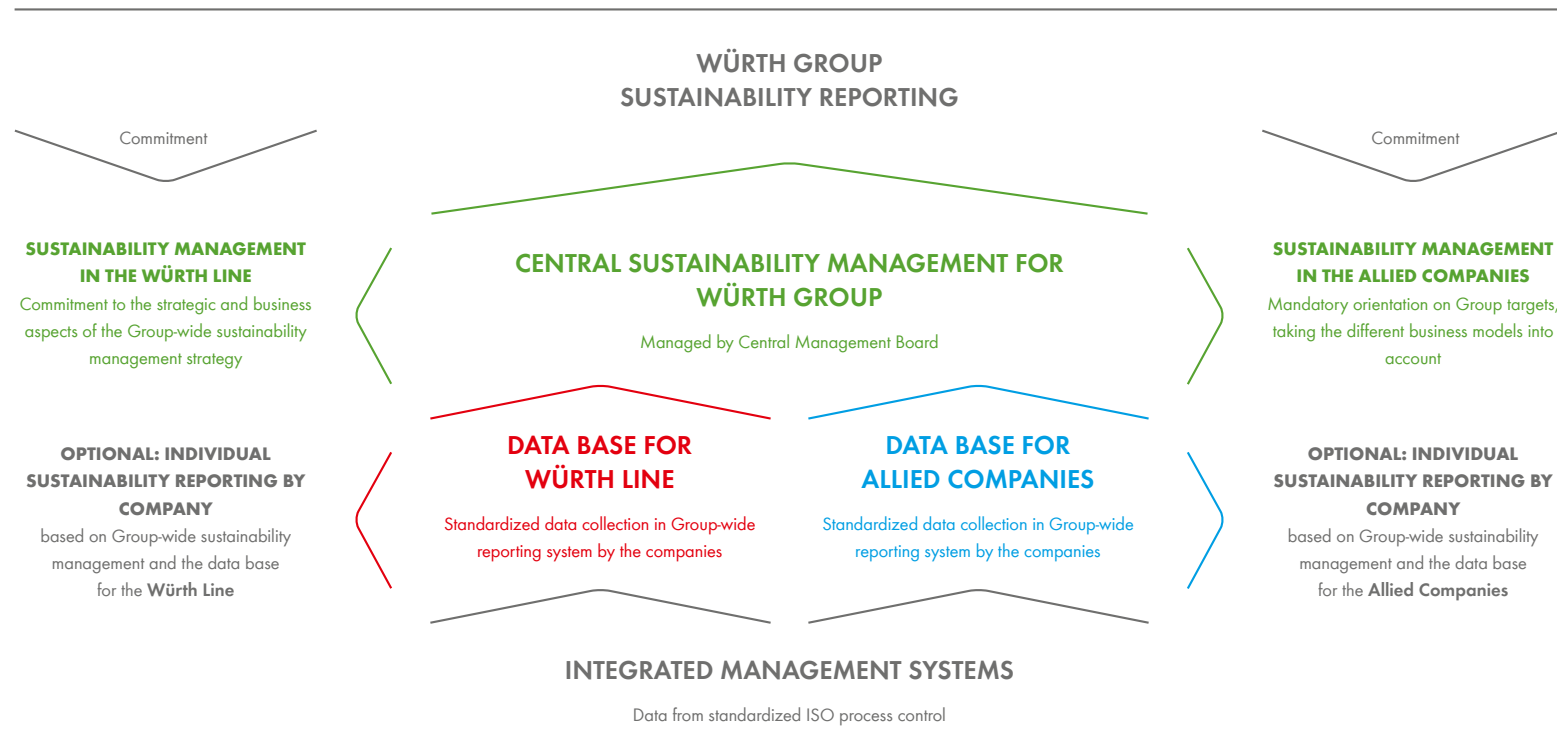 WÜRTH GROUP
SUSTAINABILITY REPORTING
Commitment
Commitment
SUSTAINABILITY MANAGEMENT
IN THE WÜRTH LINE
Commitment to the strategic and business
aspects of the Group-wide sustainability
management strategy
CENTRAL SUSTAINABILITY MANAGEMENT FOR
WÜRTH GROUP
Managed by Central Management Board
SUSTAINABILITY MANAGEMENT
IN THE ALLIED COMPANIES
Mandatory orientation on Group targets,
taking the different business models into
account
OPTIONAL: INDIVIDUAL
SUSTAINABILITY REPORTING BY
COMPANY
based on Group-wide sustainability
management and the data base
for the Würth Line
DATA BASE FOR
WÜRTH LINE
Standardized data collection in Group-wide
reporting system by the companies
DATA BASE FOR
ALLIED COMPANIES
Standardized data collection in Group-wide
reporting system by the companies
OPTIONAL: INDIVIDUAL
SUSTAINABILITY REPORTING BY
COMPANY
based on Group-wide sustainability
management and the data base
for the Allied Companies
INTEGRATED MANAGEMENT SYSTEMS
Data from standardized ISO process control